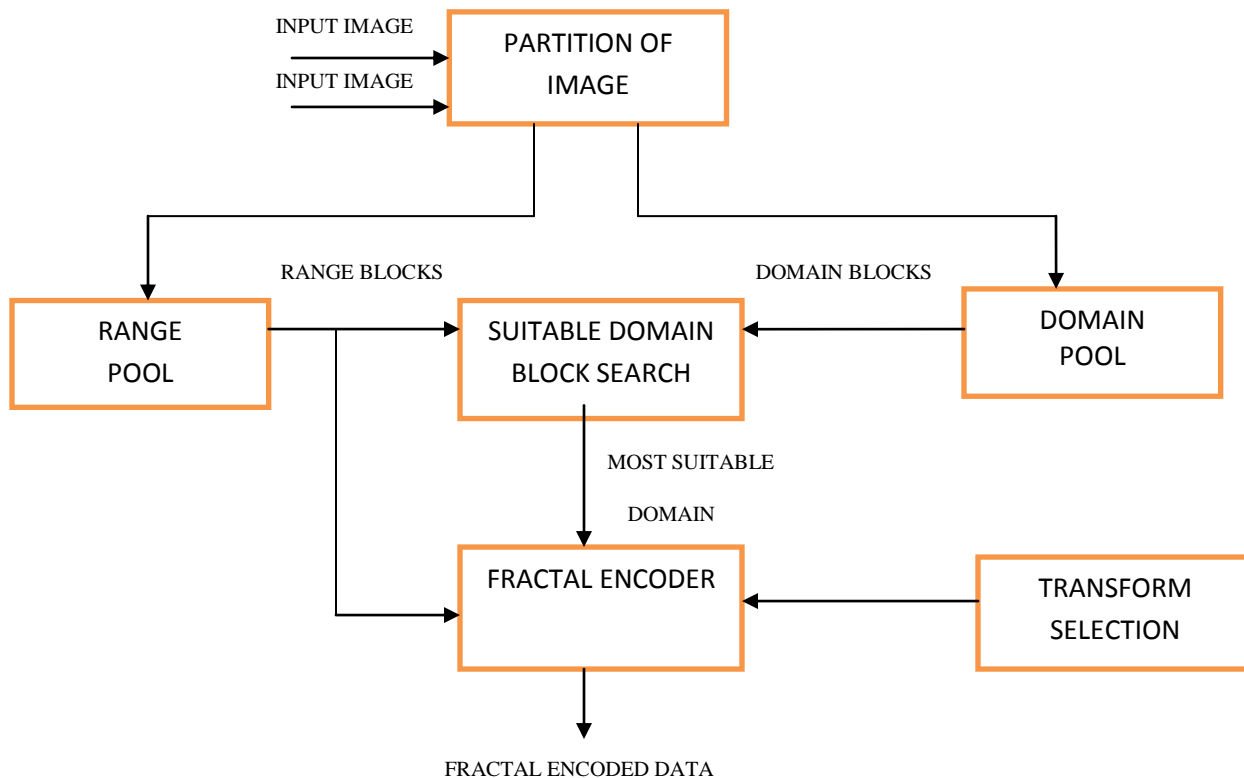 INPUT IMAGE
PARTITION OF
IMAGE
INPUT IMAGE
RANGE BLOCKS
DOMAIN BLOCKS
RANGE
POOL
SUITABLE DOMAIN
BLOCK SEARCH
DOMAIN
POOL
MOST SUITABLE
DOMAIN
FRACTAL ENCODER
TRANSFORM
SELECTION
FRACTAL ENCODED DATA